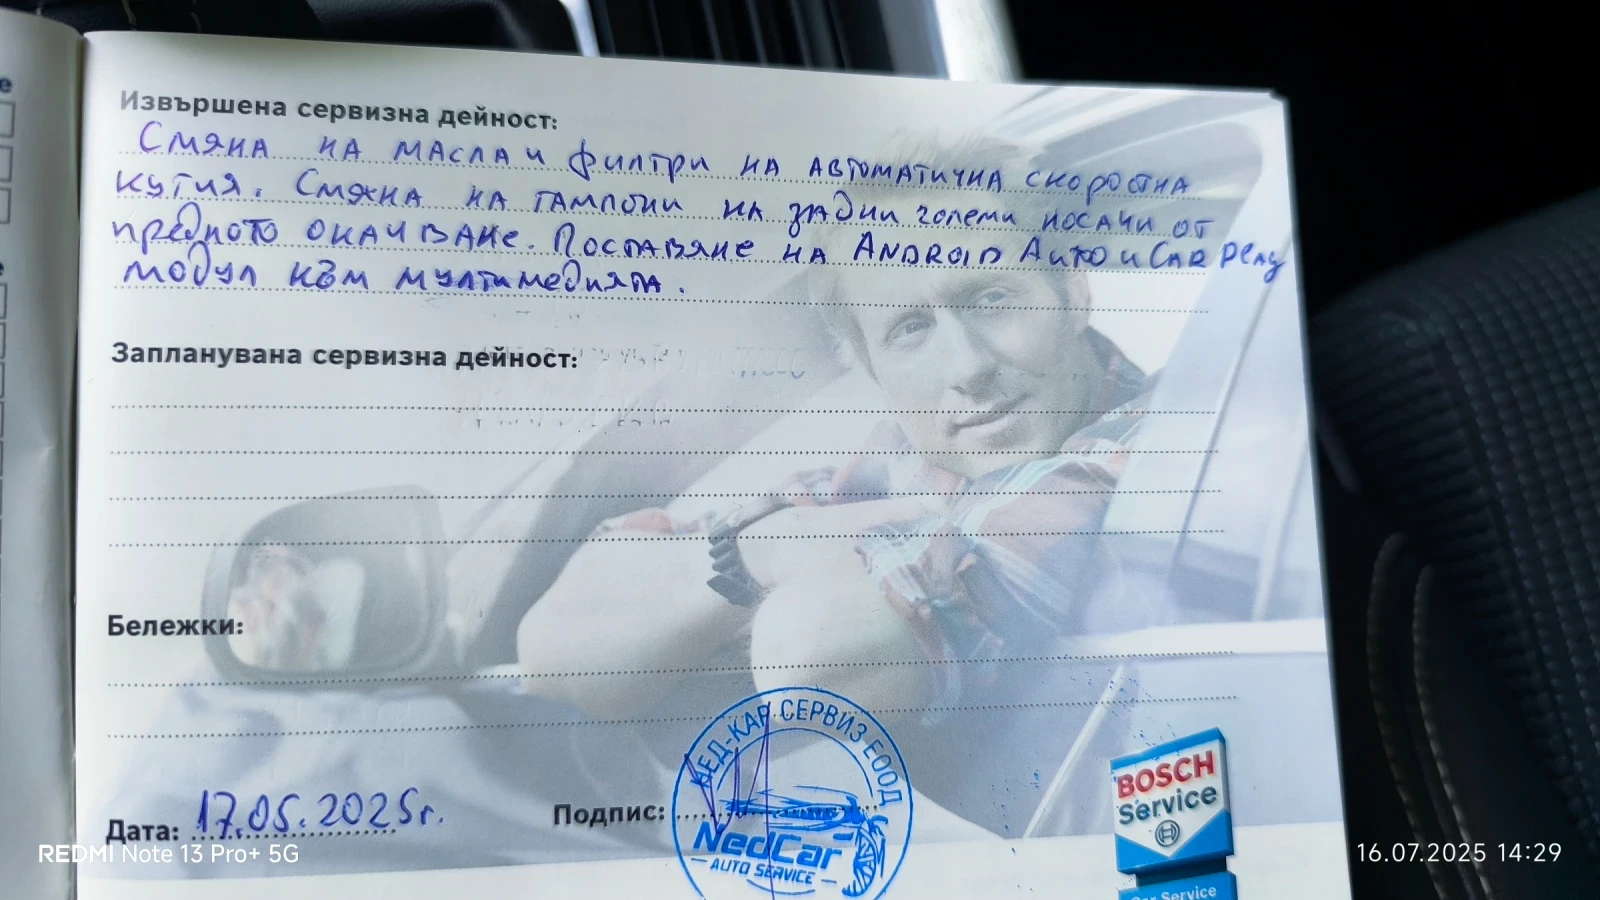 Извършена сервизна дейност:
Смяна на масла и филтри на автоматична скоростна
кутия. Смяна на тампони на задни големи носачи от
предното окачване. Поставяне на Android Auto и Car Play
модул към мултимедията.
Запланувана сервизна дейност:
Бележки:
Дата: 17.05.2025г.
Подпис:
НЕД-КАР СЕРВИЗ ЕООД
NedCar
AUTO SERVICE
BOSCH
Service
Car Service
REDMI Note 13 Pro+ 5G
16.07.2025 14:29